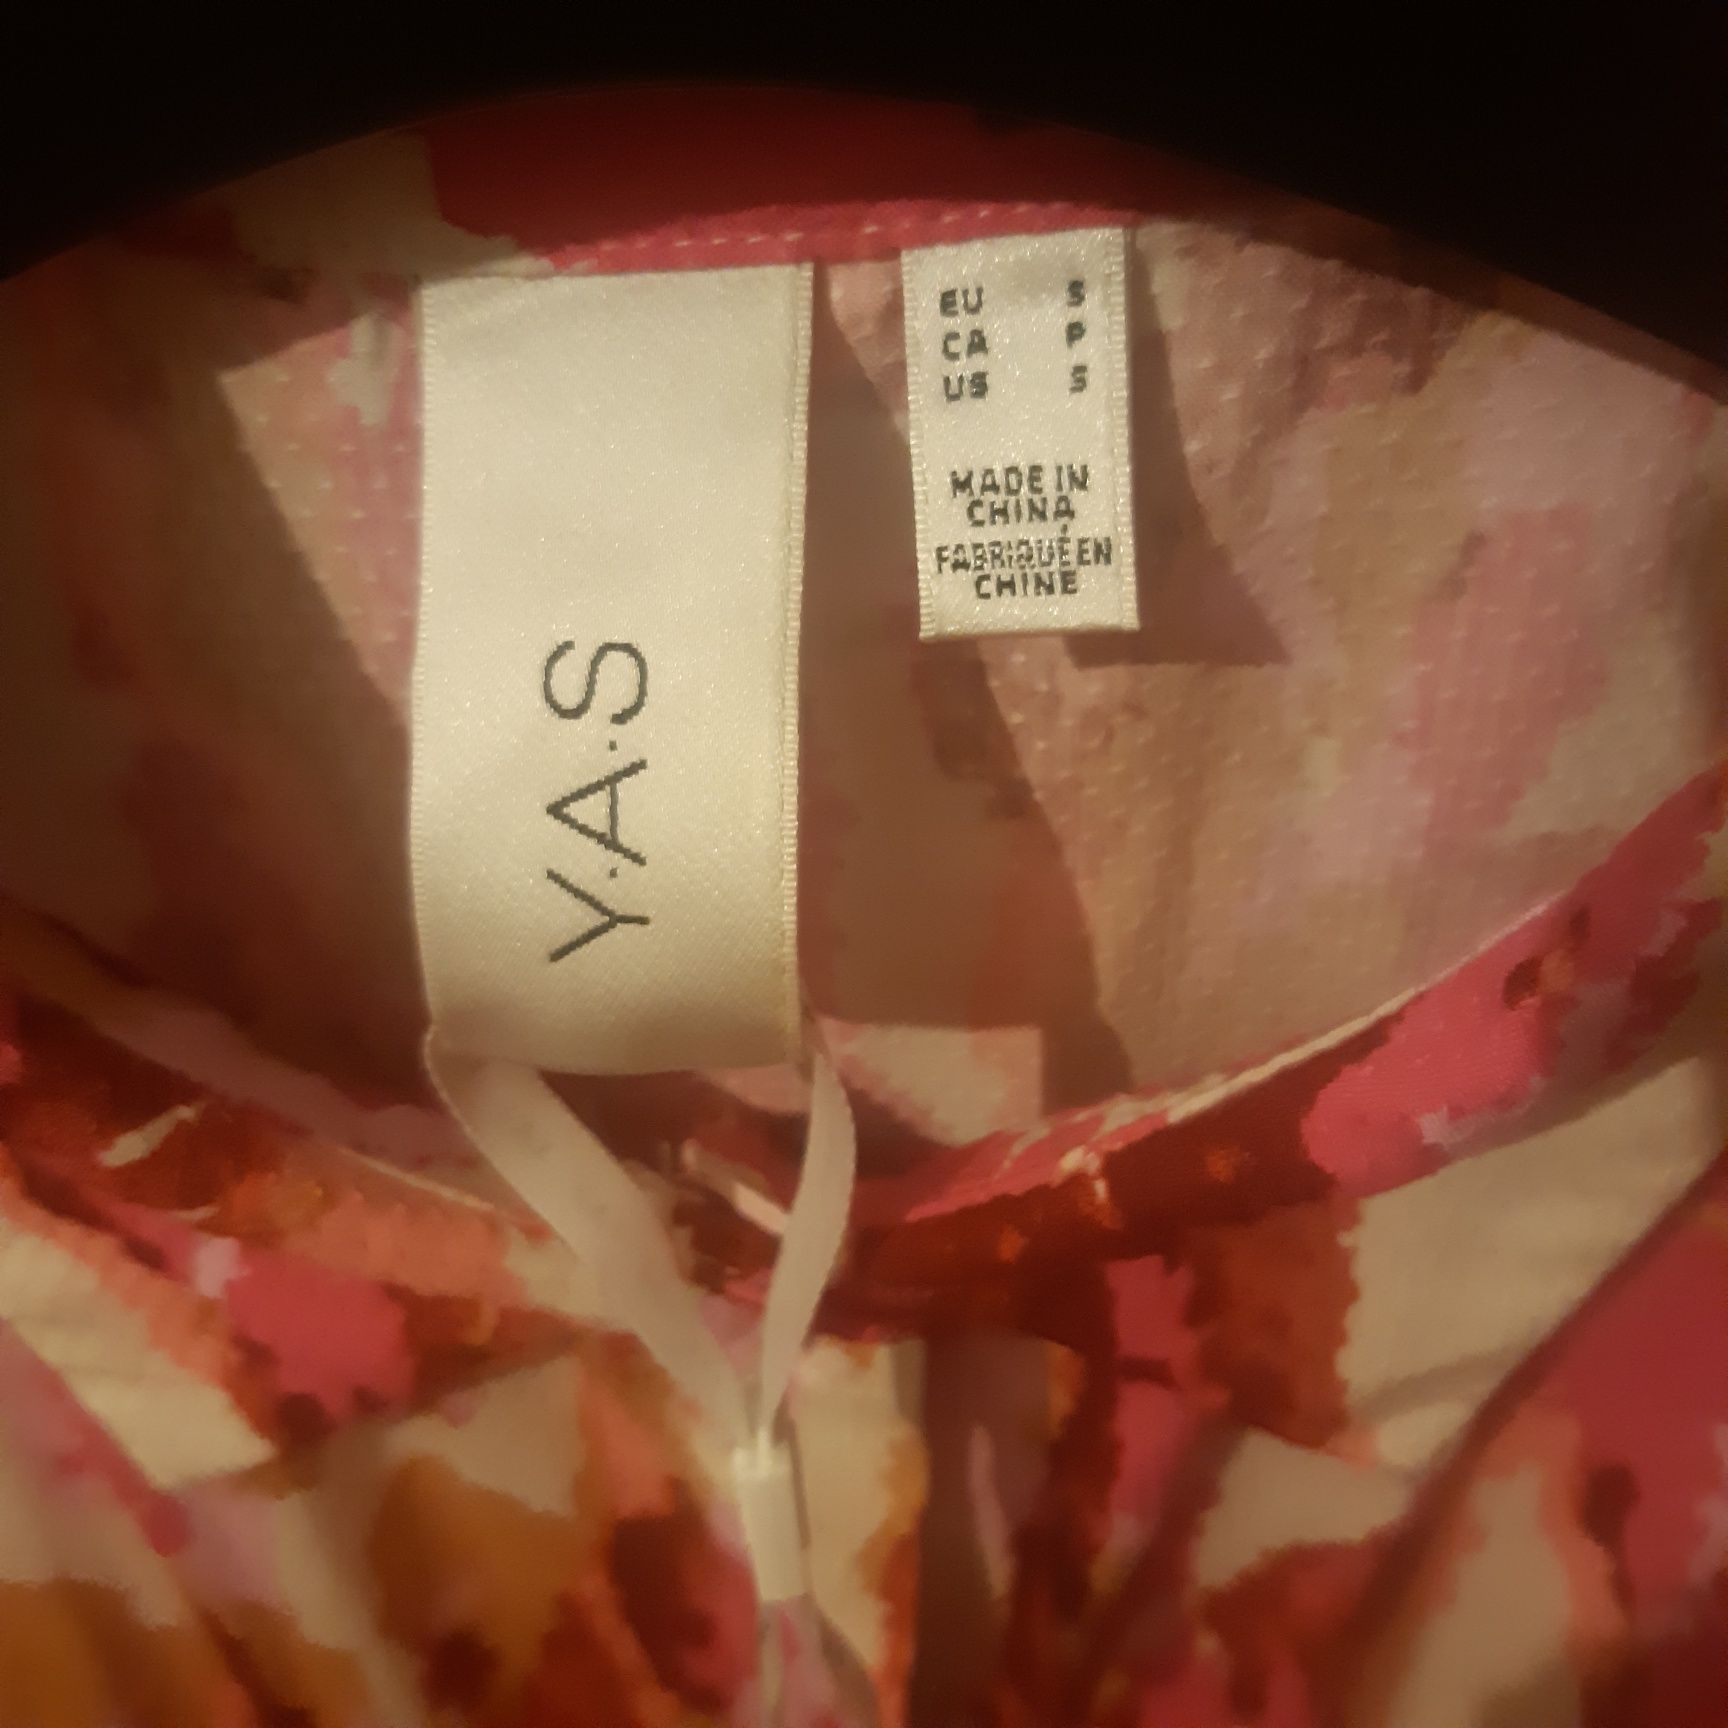 Y.A.S
EU S
CA P
US S
MADE IN
CHINA
FABRIQUÉ EN
CHINE